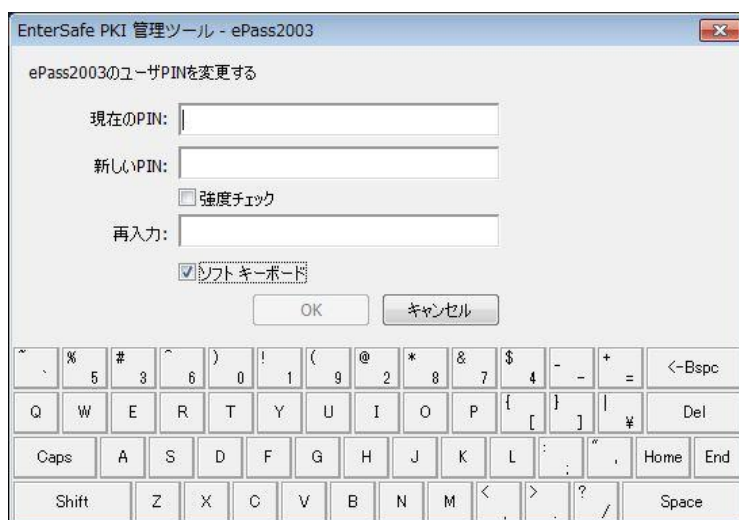 EnterSafe PKI 管理ツール - ePass2003
ePass2003のユーザPINを変更する
現在のPIN:
新しいPIN:
強度チェック
再入力:
ソフト キーボード
OK キャンセル
~ ` % 5 # 3 ^ 6 ) 0 ! 1 ( 9 @ 2 * 8 & 7 $ 4 _ - + = <-Bspc
Q W E R T Y U I O P { [ } ] | ¥ Del
Caps A S D F G H J K L : ; " ' Home End
Shift Z X C V B N M < , > . ? / Space